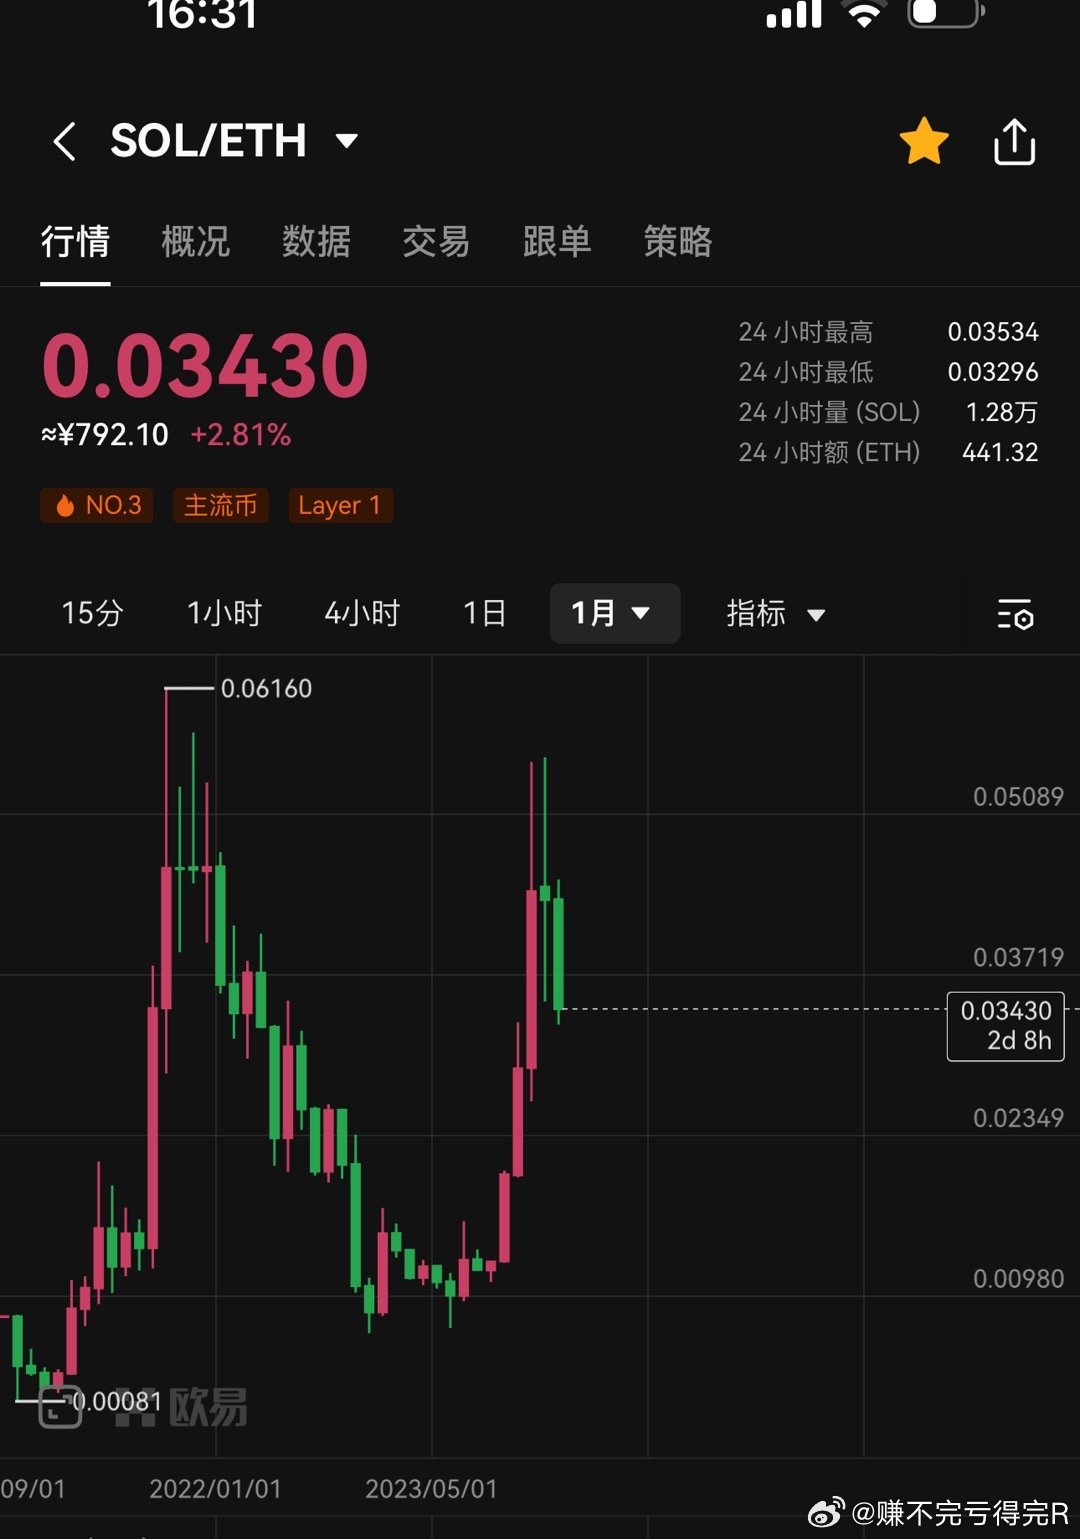 16:31
SOL/ETH
行情 概况 数据 交易 跟单 策略
0.03430
≈¥792.10 +2.81%
24 小时最高 0.03534
24 小时最低 0.03296
24 小时量 (SOL) 1.28万
24 小时额 (ETH) 441.32
NO.3 主流币 Layer 1
15分 1小时 4小时 1日 1月 指标
0.06160
0.05089
0.03719
0.03430
2d 8h
0.02349
0.00980
0.00081
欧易
09/01 2022/01/01 2023/05/01
@赚不完亏得完R